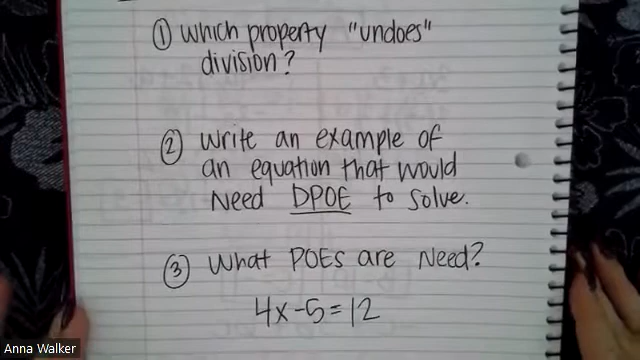 ① Which property "undoes"
division?
② Write an example of
an equation that would
Need DPOE to solve.
③ What POEs are Need?
4x-5=12
Anna Walker